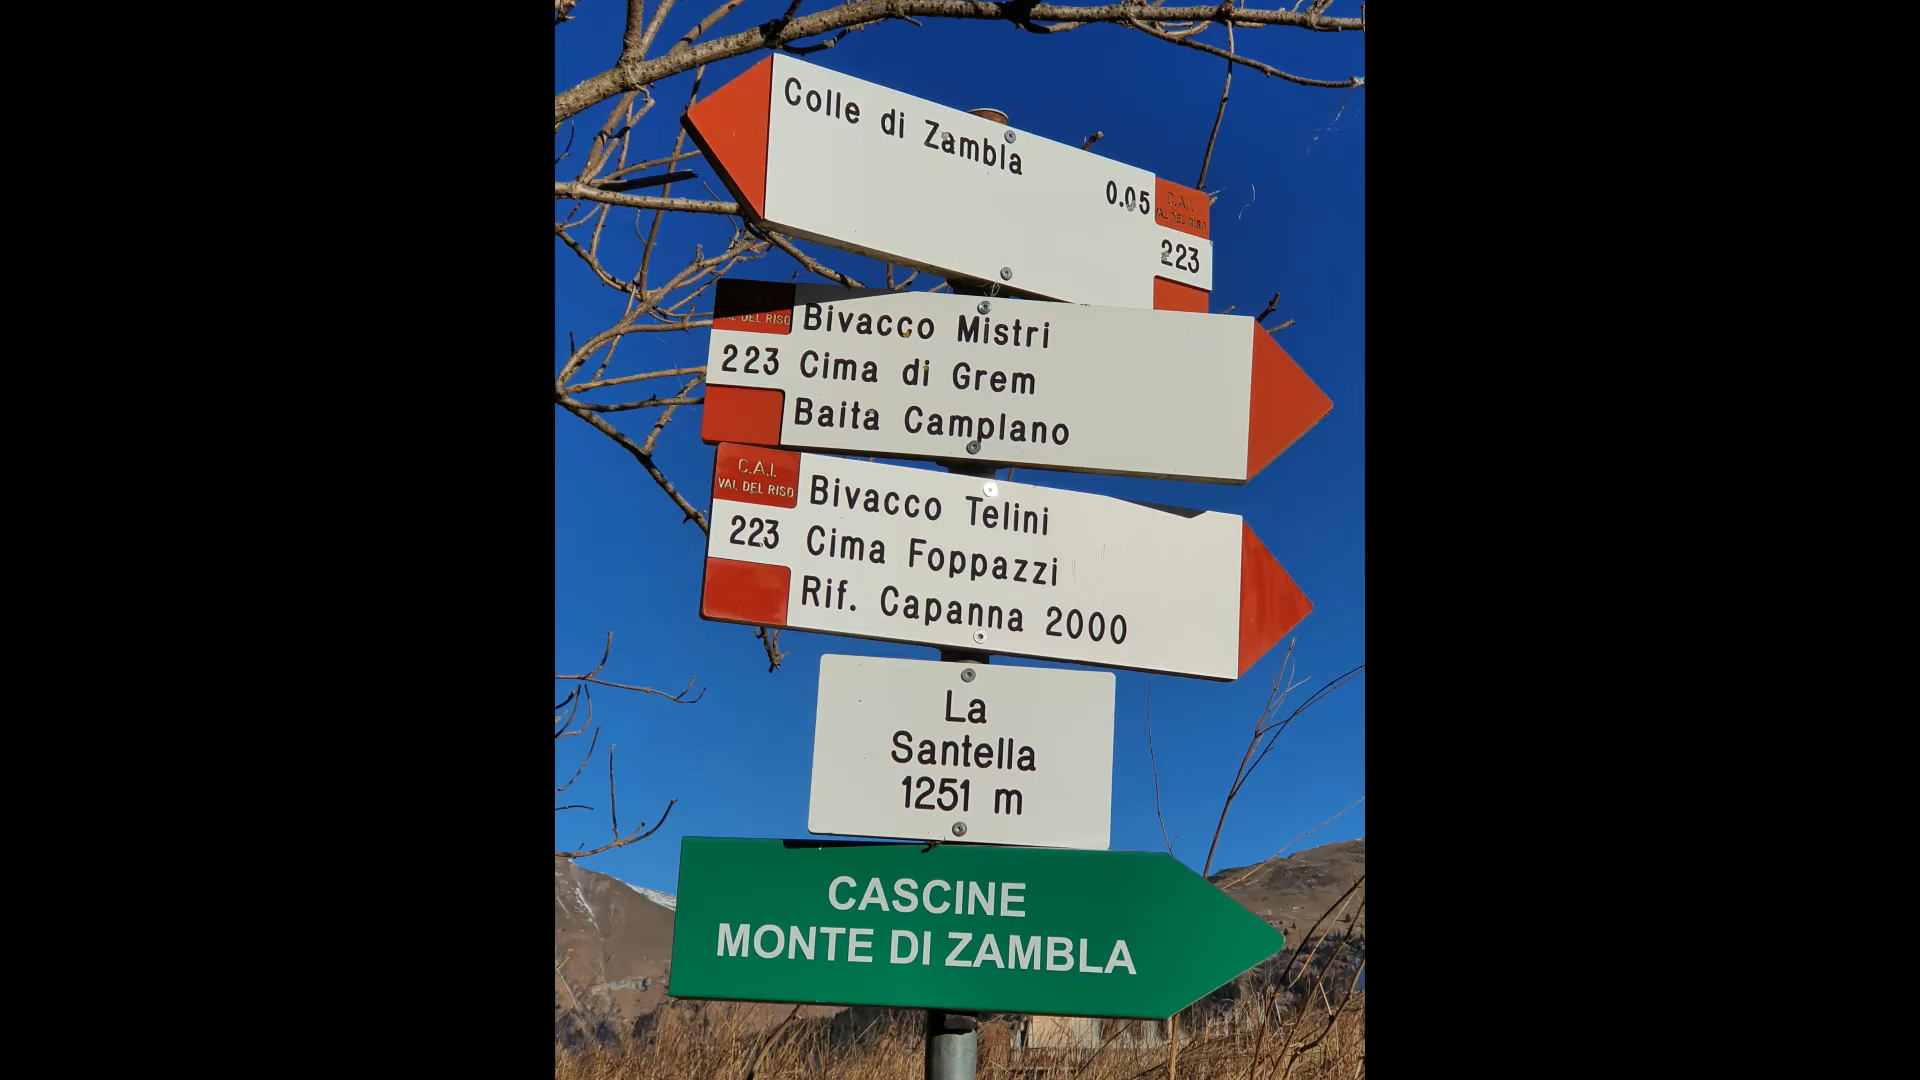 Colle di Zambla
0.05
C.A.I.
VAL DEL RISO
223
VAL DEL RISO
223
Bivacco Mistri
Cima di Grem
Baita Camplano
C.A.I.
VAL DEL RISO
223
Bivacco Telini
Cima Foppazzi
Rif. Capanna 2000
La
Santella
1251 m
CASCINE
MONTE DI ZAMBLA